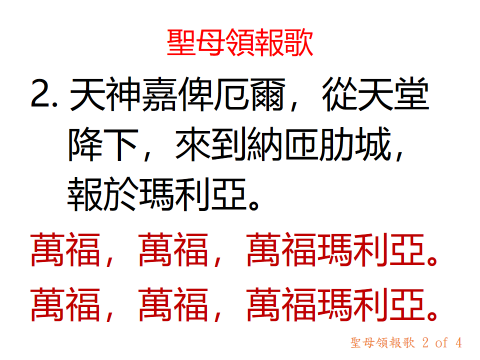 聖母領報歌
2. 天神嘉俾厄爾，從天堂
降下，來到納匝肋城，
報於瑪利亞。
萬福，萬福，萬福瑪利亞。
萬福，萬福，萬福瑪利亞。
聖母領報歌 2 of 4